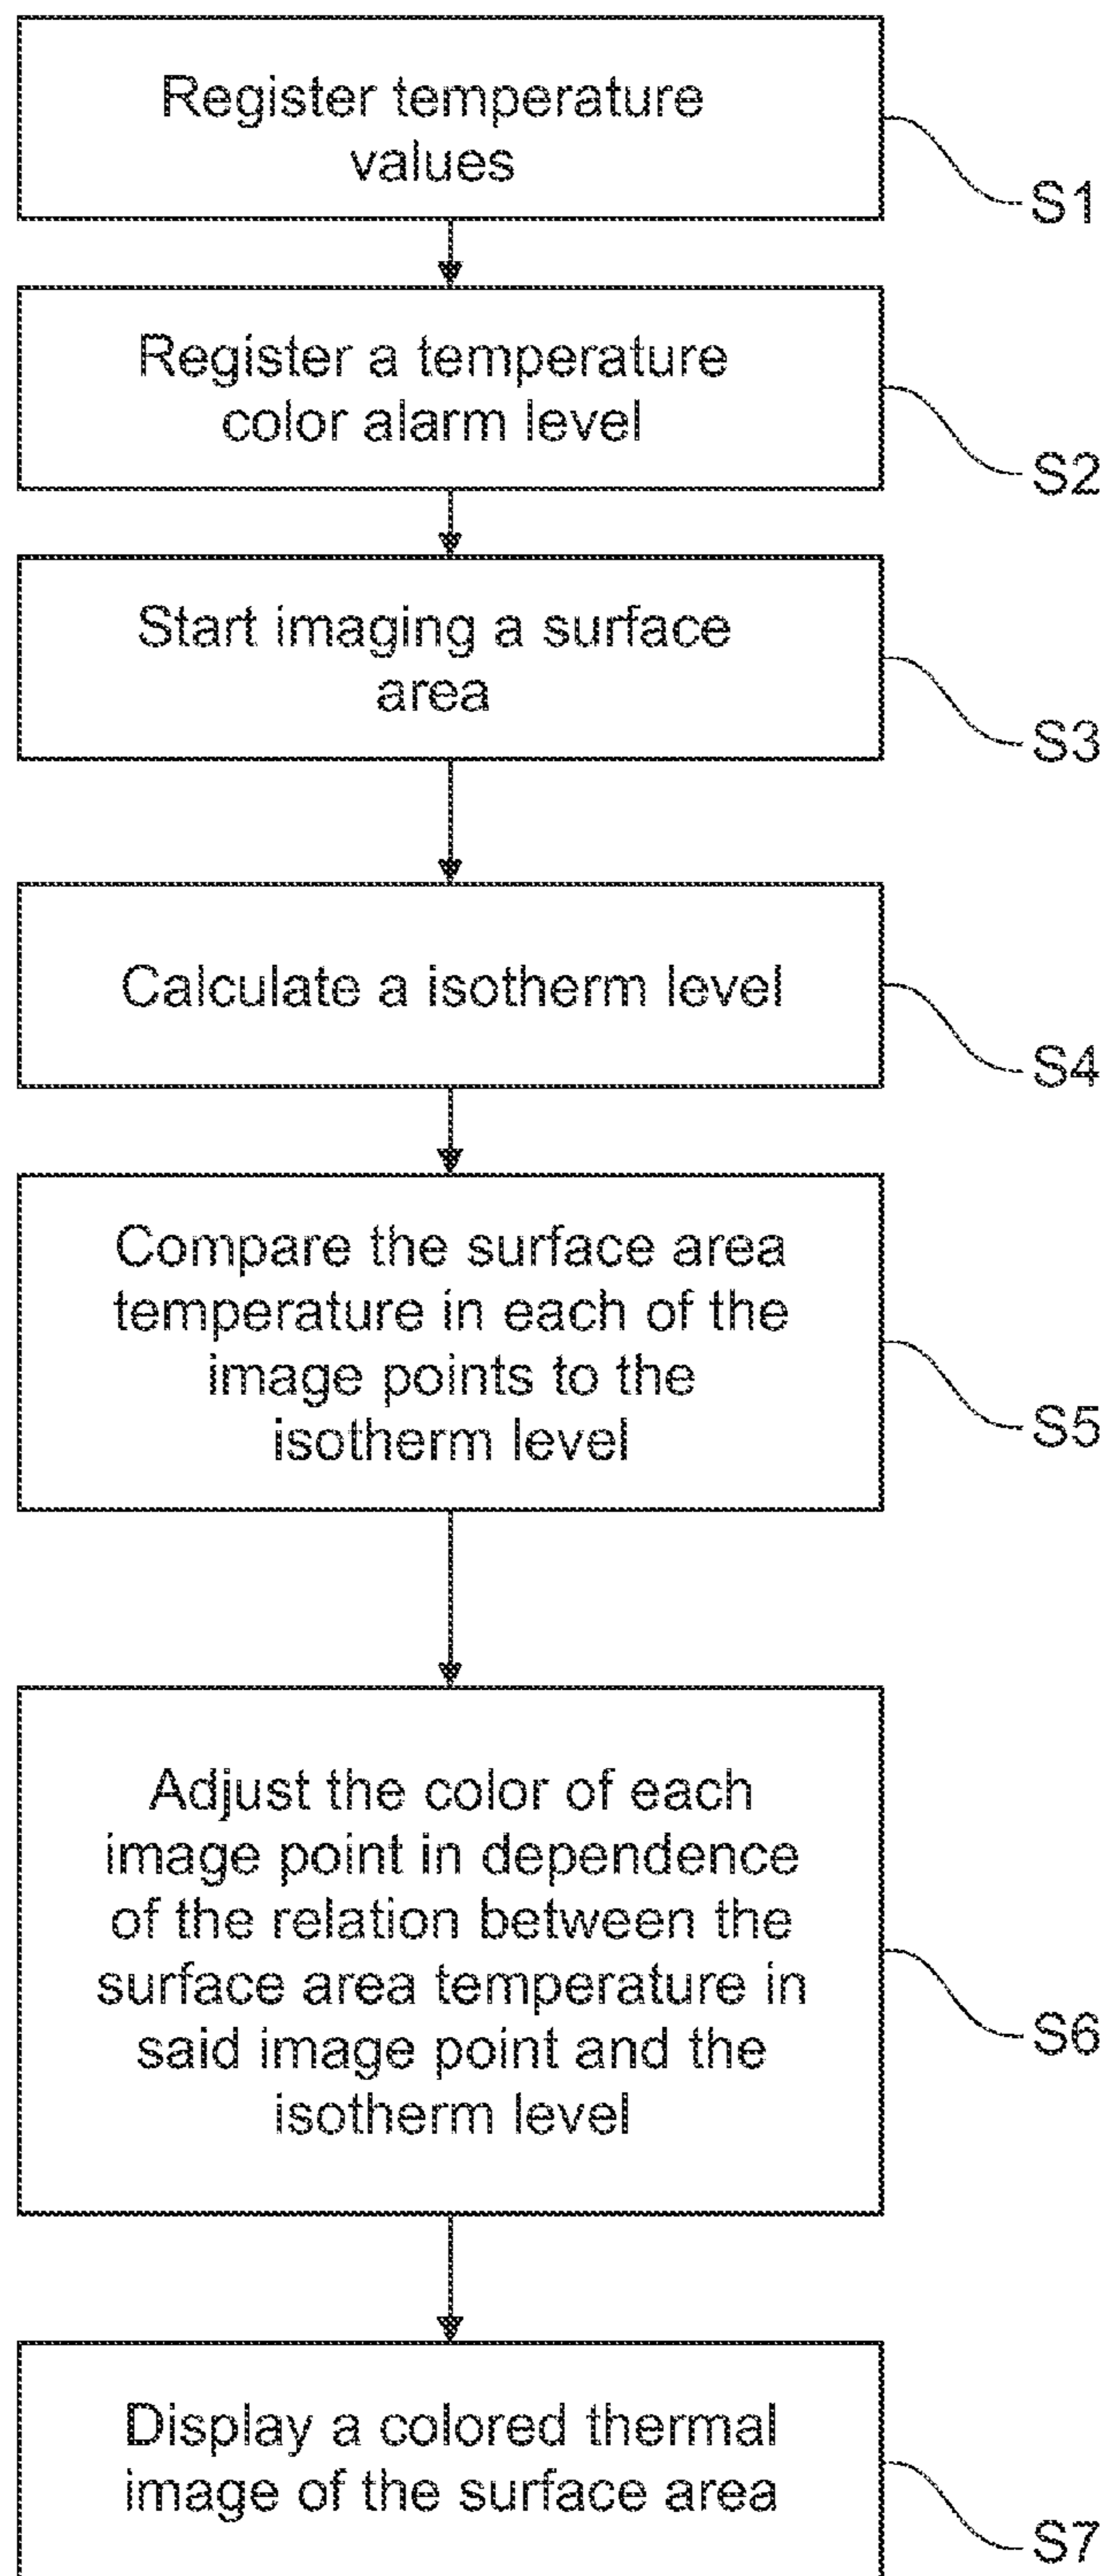 Register temperature
values
S1
Register a temperature
color alarm level
S2
Start imaging a surface
area
S3
Calculate a isotherm level
S4
Compare the surface area
temperature in each of the
image points to the
isotherm level
S5
Adjust the color of each
image point in dependence
of the relation between the
surface area temperature in
said image point and the
isotherm level
S6
Display a colored thermal
image of the surface area
S7